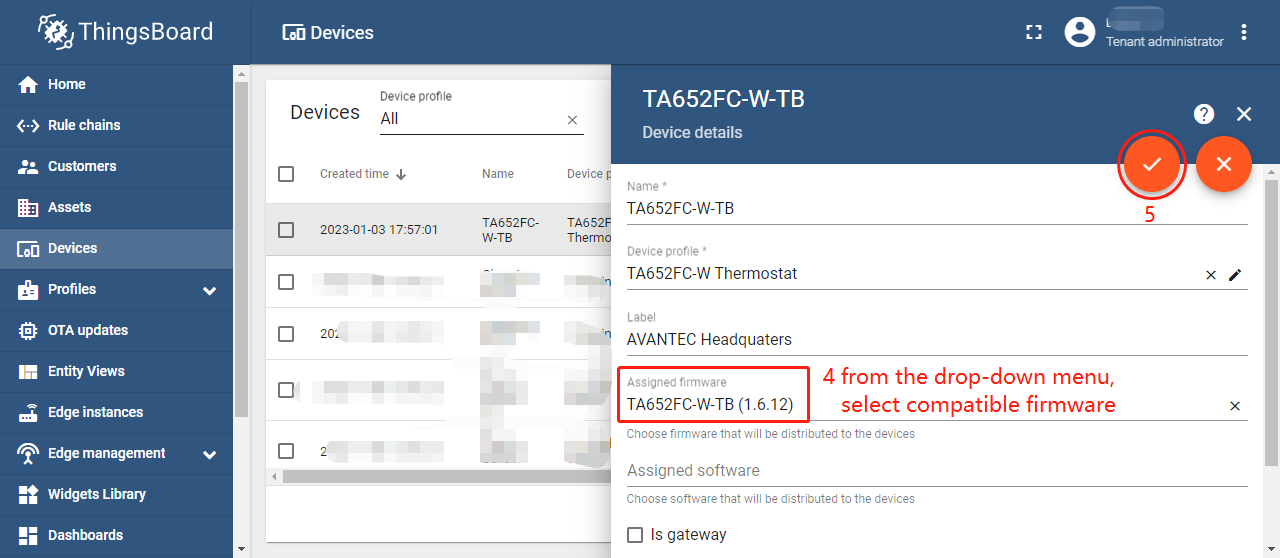 ThingsBoard
Devices
Tenant administrator
Home
Rule chains
Customers
Assets
Devices
Profiles
OTA updates
Entity Views
Edge instances
Edge management
Widgets Library
Dashboards
Devices
Device profile
All
Created time
Name
Device p
2023-01-03 17:57:01
TA652FC-
W-TB
TA652F
Thermo
TA652FC-W-TB
Device details
5
Name *
TA652FC-W-TB
Device profile *
TA652FC-W Thermostat
Label
AVANTEC Headquaters
Assigned firmware
TA652FC-W-TB (1.6.12)
4 from the drop-down menu,
select compatible firmware
Choose firmware that will be distributed to the devices
Assigned software
Choose software that will be distributed to the devices
Is gateway